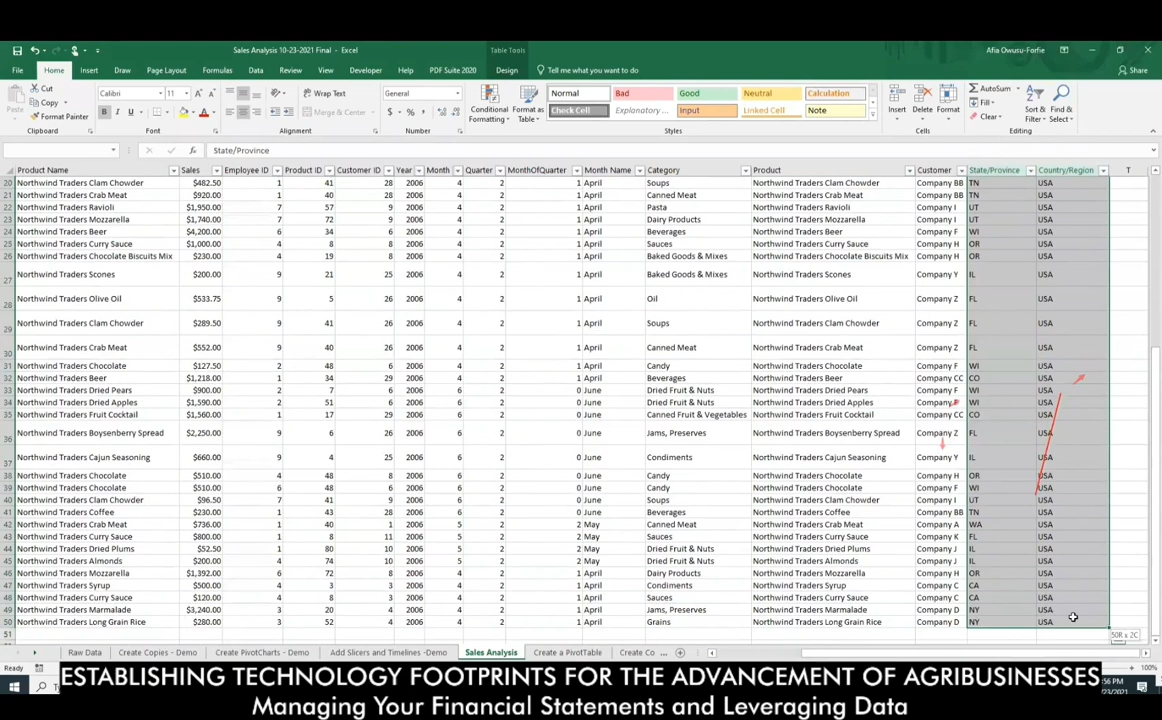 Sales Analysis 10-23-2021 Final - Excel
Table Tools
Afia Owusu-Forfie
File Home Insert Draw Page Layout Formulas Data Review View Developer Help PDF Suite 2020 Design Tell me what you want to do Share
Cut
Copy
Format Painter
Paste
Clipboard
Calibri 11
B I U
Font
Wrap Text
Merge & Center
Alignment
General
$ % ,
Number
Conditional Formatting
Format as Table
Normal Bad Good Neutral Calculation
Check Cell Explanatory ... Input Linked Cell Note
Styles
Insert Delete Format
Cells
AutoSum
Fill
Clear
Sort & Filter
Find & Select
Editing
fx State/Province
Product Name Sales Employee ID Product ID Customer ID Year Month Quarter MonthOfQuarter Month Name Category Product Customer State/Province Country/Region T
20 Northwind Traders Clam Chowder $482.50 1 41 28 2006 4 2 1 April Soups Northwind Traders Clam Chowder Company BB TN USA
21 Northwind Traders Crab Meat $920.00 1 40 28 2006 4 2 1 April Canned Meat Northwind Traders Crab Meat Company BB TN USA
22 Northwind Traders Ravioli $1,950.00 7 57 9 2006 4 2 1 April Pasta Northwind Traders Ravioli Company I UT USA
23 Northwind Traders Mozzarella $1,740.00 7 72 9 2006 4 2 1 April Dairy Products Northwind Traders Mozzarella Company I UT USA
24 Northwind Traders Beer $4,200.00 6 34 6 2006 4 2 1 April Beverages Northwind Traders Beer Company F WI USA
25 Northwind Traders Curry Sauce $1,000.00 4 8 8 2006 4 2 1 April Sauces Northwind Traders Curry Sauce Company H OR USA
26 Northwind Traders Chocolate Biscuits Mix $230.00 4 19 8 2006 4 2 1 April Baked Goods & Mixes Northwind Traders Chocolate Biscuits Mix Company H OR USA
27 Northwind Traders Scones $200.00 9 21 25 2006 4 2 1 April Baked Goods & Mixes Northwind Traders Scones Company Y IL USA
28 Northwind Traders Olive Oil $533.75 9 5 26 2006 4 2 1 April Oil Northwind Traders Olive Oil Company Z FL USA
29 Northwind Traders Clam Chowder $289.50 9 41 26 2006 4 2 1 April Soups Northwind Traders Clam Chowder Company Z FL USA
30 Northwind Traders Crab Meat $552.00 9 40 26 2006 4 2 1 April Canned Meat Northwind Traders Crab Meat Company Z FL USA
31 Northwind Traders Chocolate $127.50 2 48 6 2006 4 2 1 April Candy Northwind Traders Chocolate Company F WI USA
32 Northwind Traders Beer $1,218.00 1 34 29 2006 4 2 1 April Beverages Northwind Traders Beer Company CC CO USA
33 Northwind Traders Dried Pears $900.00 2 7 6 2006 6 2 0 June Dried Fruit & Nuts Northwind Traders Dried Pears Company F WI USA
34 Northwind Traders Dried Apples $1,590.00 2 51 6 2006 6 2 0 June Dried Fruit & Nuts Northwind Traders Dried Apples Company F WI USA
35 Northwind Traders Fruit Cocktail $1,560.00 1 17 29 2006 6 2 0 June Canned Fruit & Vegetables Northwind Traders Fruit Cocktail Company CC CO USA
36 Northwind Traders Boysenberry Spread $2,250.00 9 6 26 2006 6 2 0 June Jams, Preserves Northwind Traders Boysenberry Spread Company Z FL USA
37 Northwind Traders Cajun Seasoning $660.00 9 4 25 2006 6 2 0 June Condiments Northwind Traders Cajun Seasoning Company Y IL USA
38 Northwind Traders Chocolate $510.00 4 48 8 2006 6 2 0 June Candy Northwind Traders Chocolate Company H OR USA
39 Northwind Traders Chocolate $510.00 6 48 6 2006 6 2 0 June Candy Northwind Traders Chocolate Company F WI USA
40 Northwind Traders Clam Chowder $96.50 7 41 9 2006 6 2 0 June Soups Northwind Traders Clam Chowder Company I UT USA
41 Northwind Traders Coffee $230.00 1 43 28 2006 6 2 0 June Beverages Northwind Traders Coffee Company BB TN USA
42 Northwind Traders Crab Meat $736.00 1 40 1 2006 5 2 2 May Canned Meat Northwind Traders Crab Meat Company A WA USA
43 Northwind Traders Curry Sauce $800.00 1 8 11 2006 5 2 2 May Sauces Northwind Traders Curry Sauce Company K FL USA
44 Northwind Traders Dried Plums $52.50 1 80 10 2006 5 2 2 May Dried Fruit & Nuts Northwind Traders Dried Plums Company J IL USA
45 Northwind Traders Almonds $200.00 4 74 10 2006 5 2 2 May Dried Fruit & Nuts Northwind Traders Almonds Company J IL USA
46 Northwind Traders Mozzarella $1,392.00 6 72 8 2006 4 2 1 April Dairy Products Northwind Traders Mozzarella Company H OR USA
47 Northwind Traders Syrup $500.00 4 3 3 2006 4 2 1 April Condiments Northwind Traders Syrup Company C CA USA
48 Northwind Traders Curry Sauce $120.00 4 8 3 2006 4 2 1 April Sauces Northwind Traders Curry Sauce Company C CA USA
49 Northwind Traders Marmalade $3,240.00 3 20 4 2006 4 2 1 April Jams, Preserves Northwind Traders Marmalade Company D NY USA
50 Northwind Traders Long Grain Rice $280.00 3 52 4 2006 4 2 1 April Grains Northwind Traders Long Grain Rice Company D NY USA
51
50R x 2C
Raw Data Create Copies - Demo Create PivotCharts - Demo Add Slicers and Timelines -Demo Sales Analysis Create a PivotTable Create Co ...
Ready 100%
ESTABLISHING TECHNOLOGY FOOTPRINTS FOR THE ADVANCEMENT OF AGRIBUSINESSES
Managing Your Financial Statements and Leveraging Data